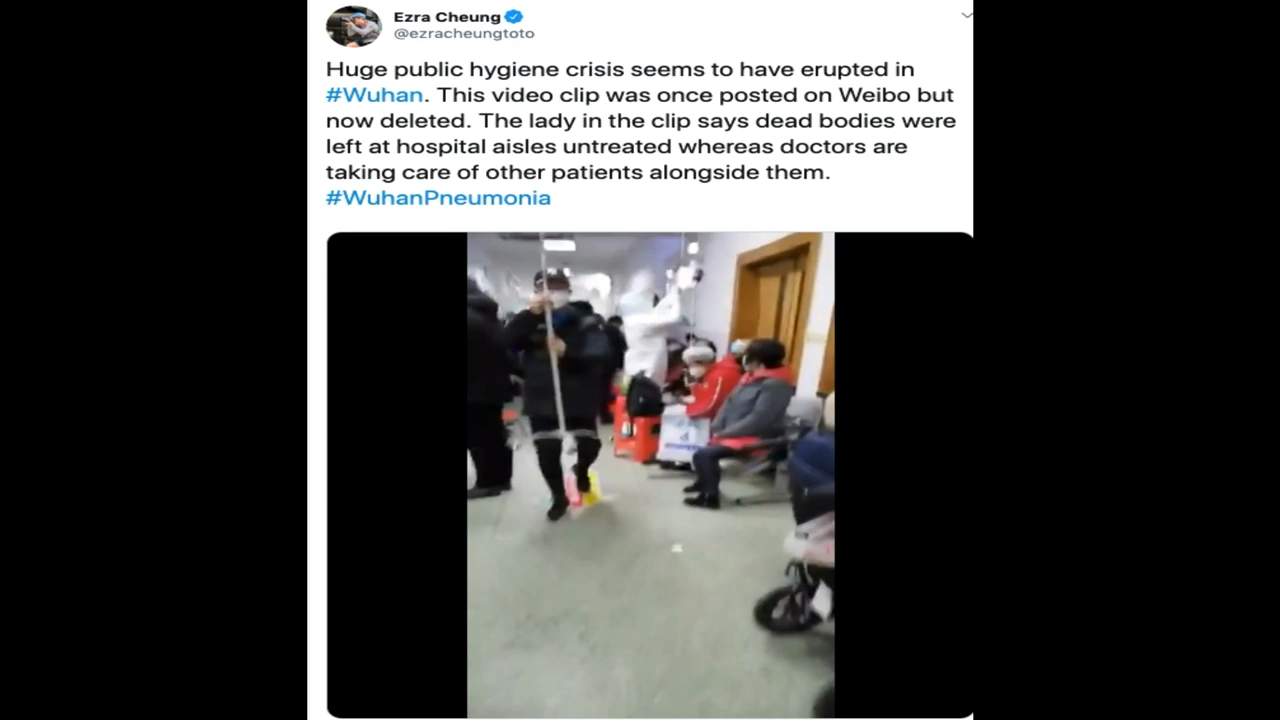 Ezra Cheung
@ezracheungtoto
Huge public hygiene crisis seems to have erupted in
#Wuhan. This video clip was once posted on Weibo but
now deleted. The lady in the clip says dead bodies were
left at hospital aisles untreated whereas doctors are
taking care of other patients alongside them.
#WuhanPneumonia